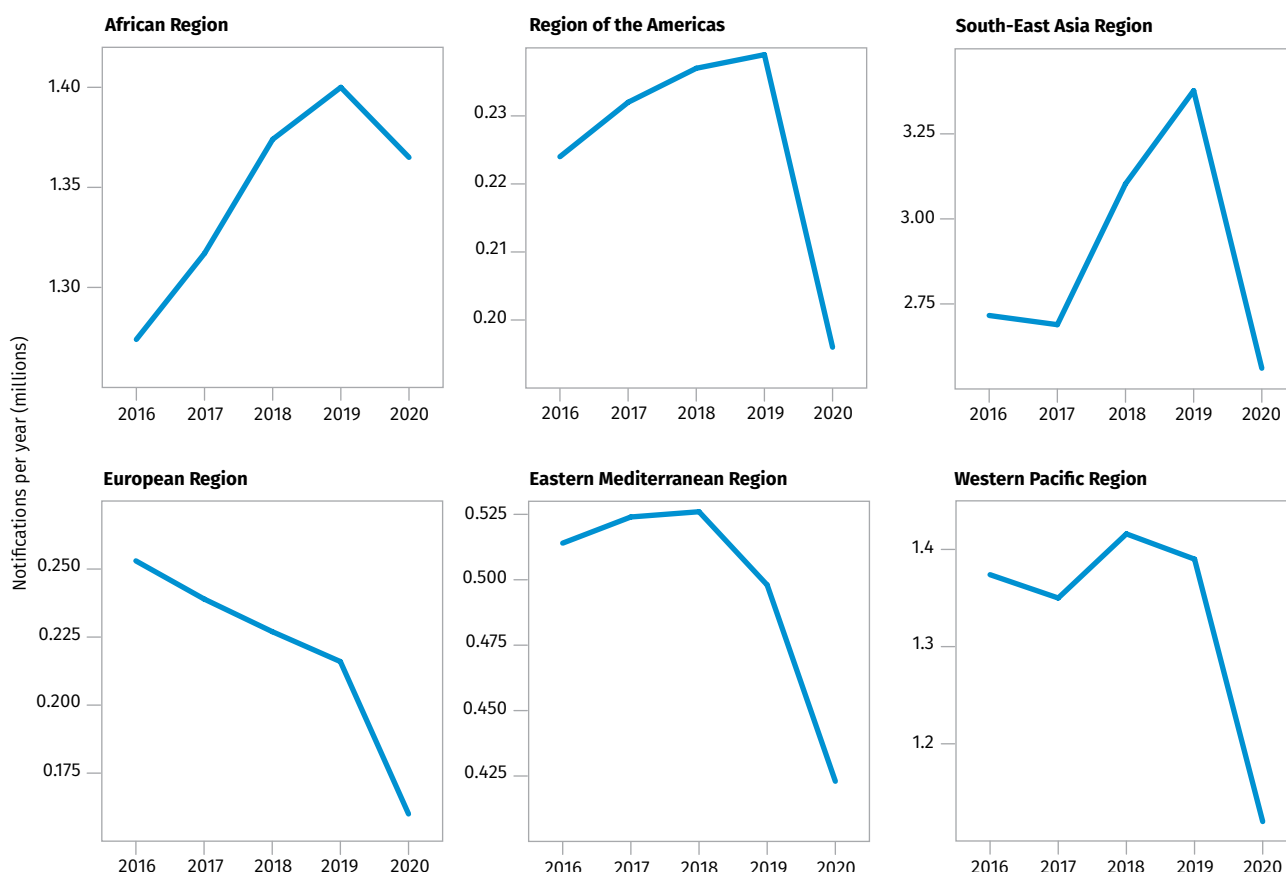 African Region
Region of the Americas
South-East Asia Region
1.40
1.35
1.30
0.23
0.22
0.21
0.20
3.25
3.00
2.75
2016 2017 2018 2019 2020
2016 2017 2018 2019 2020
2016 2017 2018 2019 2020
Notifications per year (millions)
European Region
Eastern Mediterranean Region
Western Pacific Region
0.250
0.225
0.200
0.175
0.525
0.500
0.475
0.450
0.425
1.4
1.3
1.2
2016 2017 2018 2019 2020
2016 2017 2018 2019 2020
2016 2017 2018 2019 2020